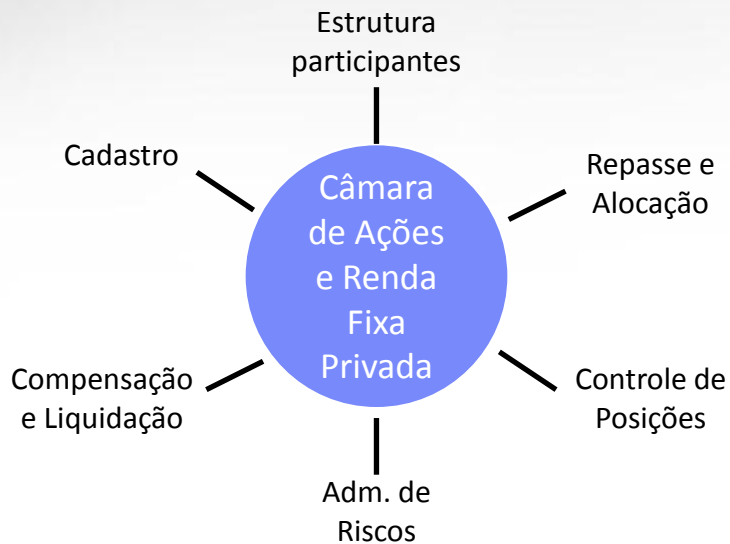 Estrutura
participantes
Cadastro
Repasse e
Alocação
Câmara
de Ações
e Renda
Fixa
Privada
Compensação
e Liquidação
Controle de
Posições
Adm. de
Riscos